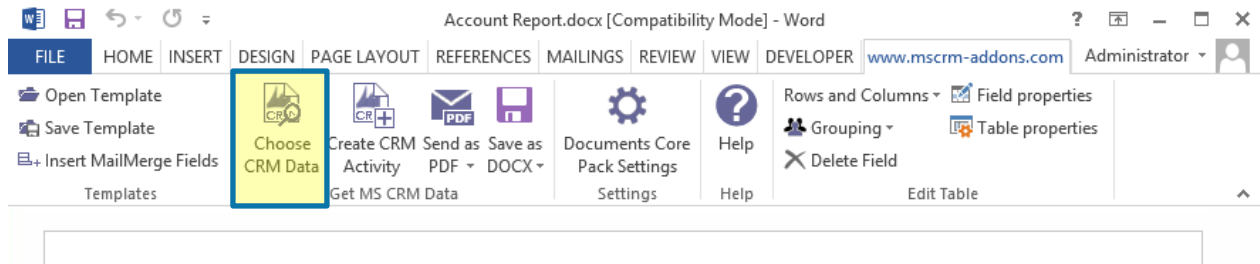 Account Report.docx [Compatibility Mode] - Word
FILE HOME INSERT DESIGN PAGE LAYOUT REFERENCES MAILINGS REVIEW VIEW DEVELOPER www.mscrm-addons.com Administrator
Open Template
Save Template
Insert MailMerge Fields
Templates
CRM
Choose
CRM Data
CR
Create CRM
Activity
PDF
Send as
PDF
Save as
DOCX
Get MS CRM Data
Documents Core
Pack Settings
Settings
?
Help
Help
Rows and Columns
Grouping
Delete Field
Field properties
Table properties
Edit Table